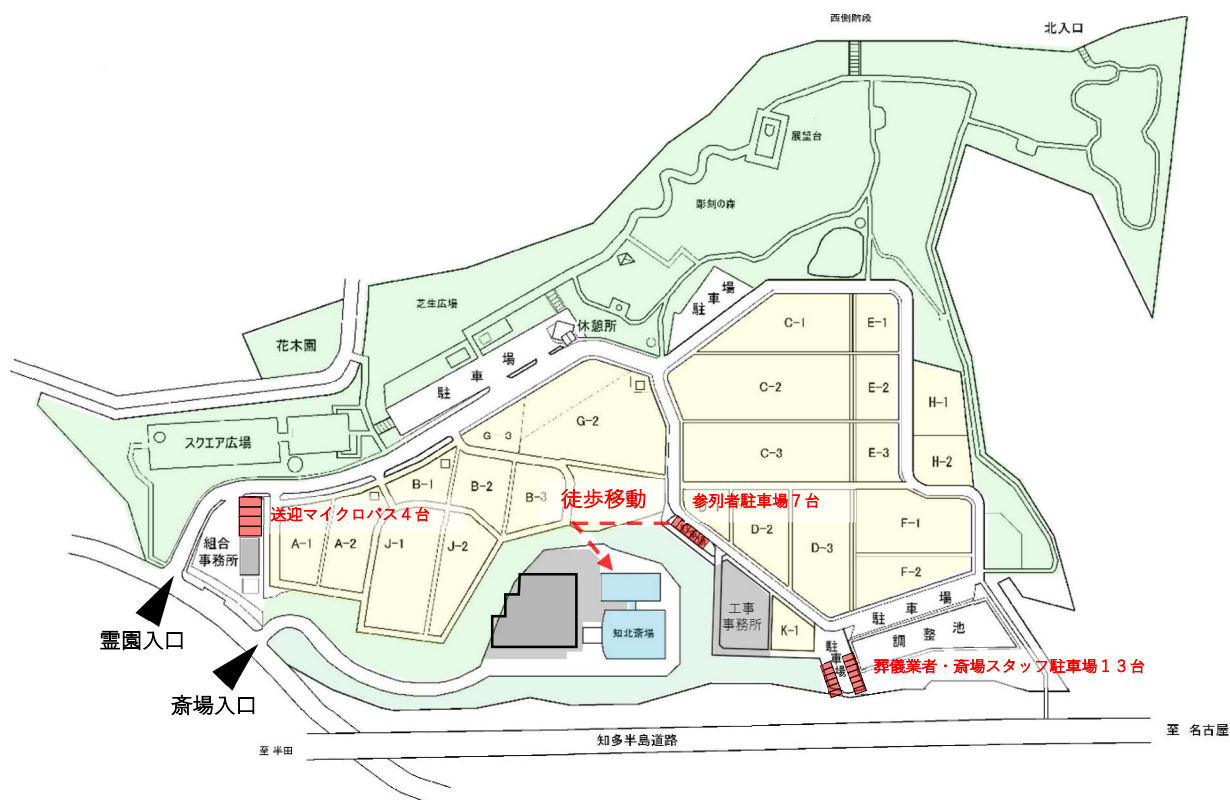 西側階段
北入口
展望台
彫刻の森
駐車場
芝生広場
休憩所
花木園
駐車場
C-1
E-1
C-2
E-2
H-1
G-2
G-3
スクエア広場
C-3
E-3
H-2
B-1
B-2
B-3
徒歩移動
参列者駐車場7台
送迎マイクロバス4台
D-2
F-1
組合
事務所
A-1
A-2
J-1
J-2
D-3
F-2
霊園入口
工事
事務所
駐車場
K-1
知北斎場
調整池
駐車場
葬儀業者・斎場スタッフ駐車場13台
斎場入口
至 半田
知多半島道路
至 名古屋